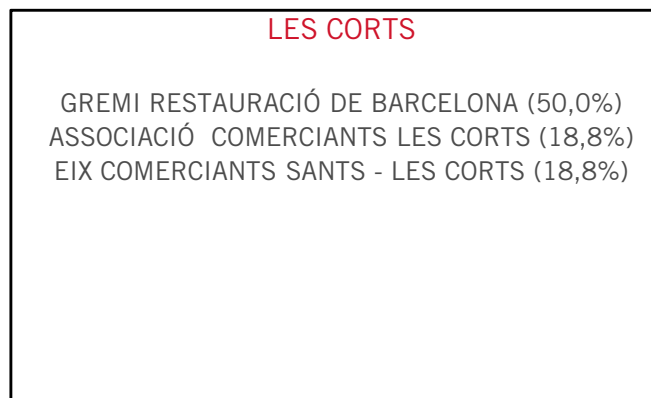 LES CORTS
GREMI RESTAURACIÓ DE BARCELONA (50,0%)
ASSOCIACIÓ  COMERCIANTS LES CORTS (18,8%)
EIX COMERCIANTS SANTS - LES CORTS (18,8%)